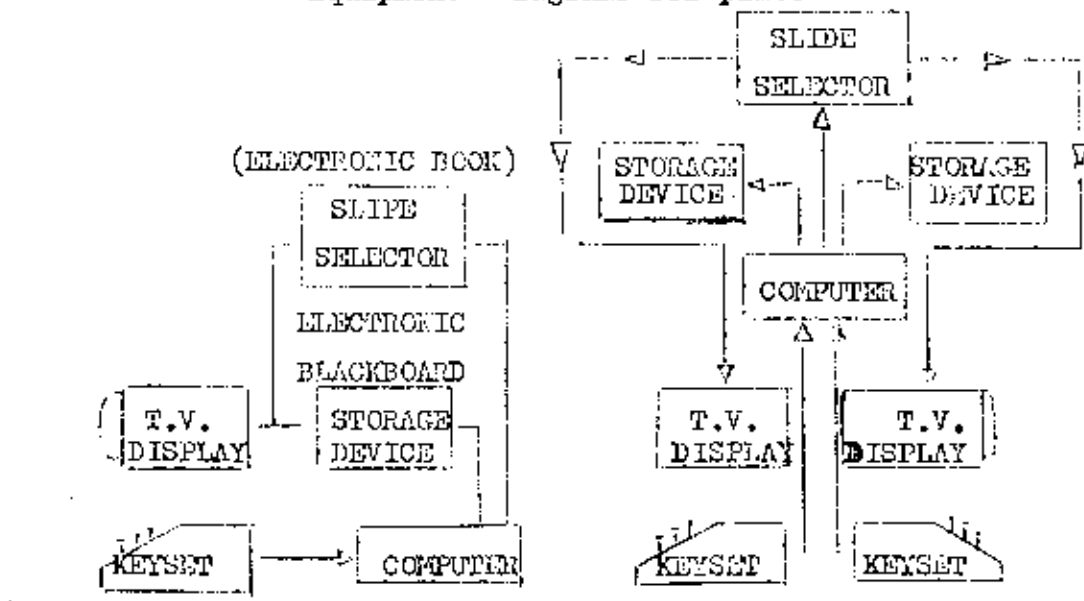 SLIDE
SELECTOR
(ELECTRONIC BOOK)
SLIPE
SELECTOR
ELECTRONIC
BLACKBOARD
T.V.
DISPLAY
STORAGE
DEVICE
KEYSET
COMPUTER
STORAGE
DEVICE
STORAGE
DEVICE
COMPUTER
T.V.
DISPLAY
T.V.
DISPLAY
KEYSET
KEYSET